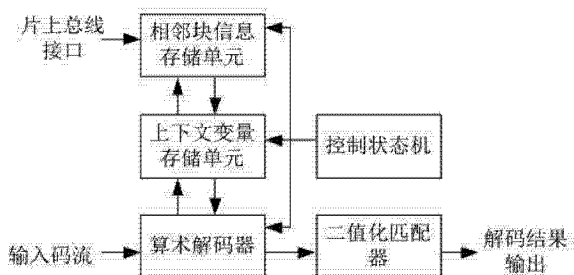 片上总线
接口
相邻块信息
存储单元
上下文变量
存储单元
控制状态机
输入码流
算术解码器
二值化匹配
器
解码结果
输出